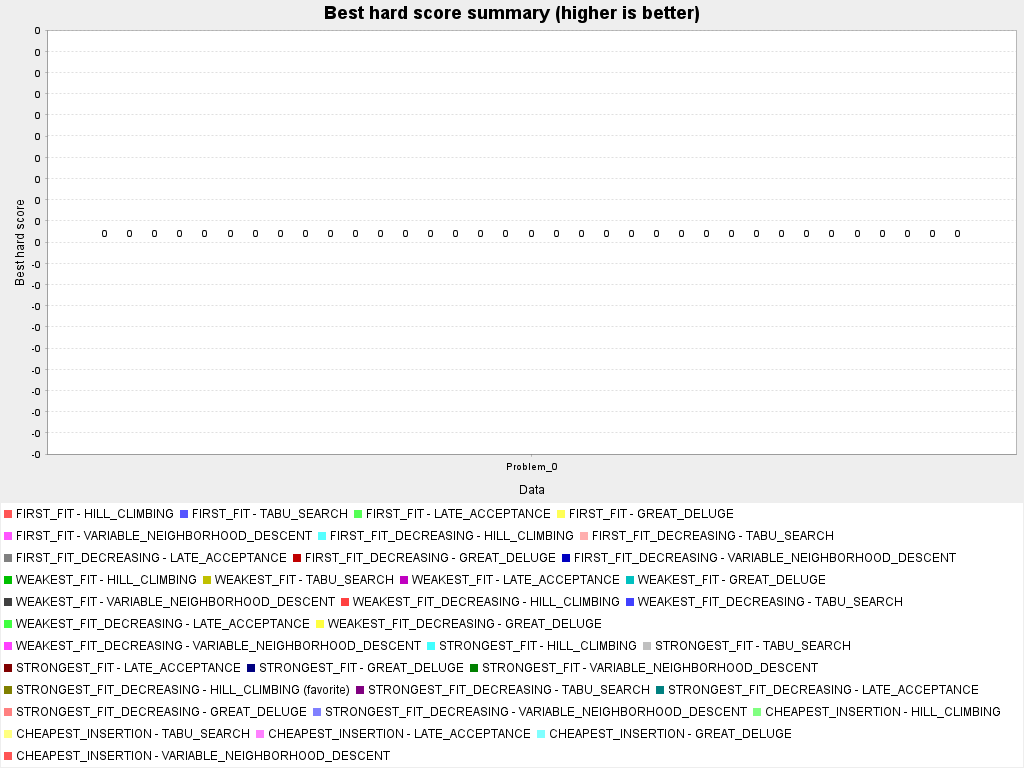 Best hard score summary (higher is better)
Best hard score
0
0
0
0
0
0
0
0
0
0
0 0 0 0 0 0 0 0 0 0 0 0 0 0 0 0 0 0 0 0 0 0 0 0 0 0 0 0 0 0 0 0 0 0 0
0
-0
-0
-0
-0
-0
-0
-0
-0
-0
-0
Problem_0
Data
FIRST_FIT - HILL_CLIMBING FIRST_FIT - TABU_SEARCH FIRST_FIT - LATE_ACCEPTANCE FIRST_FIT - GREAT_DELUGE
FIRST_FIT - VARIABLE_NEIGHBORHOOD_DESCENT FIRST_FIT_DECREASING - HILL_CLIMBING FIRST_FIT_DECREASING - TABU_SEARCH
FIRST_FIT_DECREASING - LATE_ACCEPTANCE FIRST_FIT_DECREASING - GREAT_DELUGE FIRST_FIT_DECREASING - VARIABLE_NEIGHBORHOOD_DESCENT
WEAKEST_FIT - HILL_CLIMBING WEAKEST_FIT - TABU_SEARCH WEAKEST_FIT - LATE_ACCEPTANCE WEAKEST_FIT - GREAT_DELUGE
WEAKEST_FIT - VARIABLE_NEIGHBORHOOD_DESCENT WEAKEST_FIT_DECREASING - HILL_CLIMBING WEAKEST_FIT_DECREASING - TABU_SEARCH
WEAKEST_FIT_DECREASING - LATE_ACCEPTANCE WEAKEST_FIT_DECREASING - GREAT_DELUGE
WEAKEST_FIT_DECREASING - VARIABLE_NEIGHBORHOOD_DESCENT STRONGEST_FIT - HILL_CLIMBING STRONGEST_FIT - TABU_SEARCH
STRONGEST_FIT - LATE_ACCEPTANCE STRONGEST_FIT - GREAT_DELUGE STRONGEST_FIT - VARIABLE_NEIGHBORHOOD_DESCENT
STRONGEST_FIT_DECREASING - HILL_CLIMBING (favorite) STRONGEST_FIT_DECREASING - TABU_SEARCH STRONGEST_FIT_DECREASING - LATE_ACCEPTANCE
STRONGEST_FIT_DECREASING - GREAT_DELUGE STRONGEST_FIT_DECREASING - VARIABLE_NEIGHBORHOOD_DESCENT CHEAPEST_INSERTION - HILL_CLIMBING
CHEAPEST_INSERTION - TABU_SEARCH CHEAPEST_INSERTION - LATE_ACCEPTANCE CHEAPEST_INSERTION - GREAT_DELUGE
CHEAPEST_INSERTION - VARIABLE_NEIGHBORHOOD_DESCENT